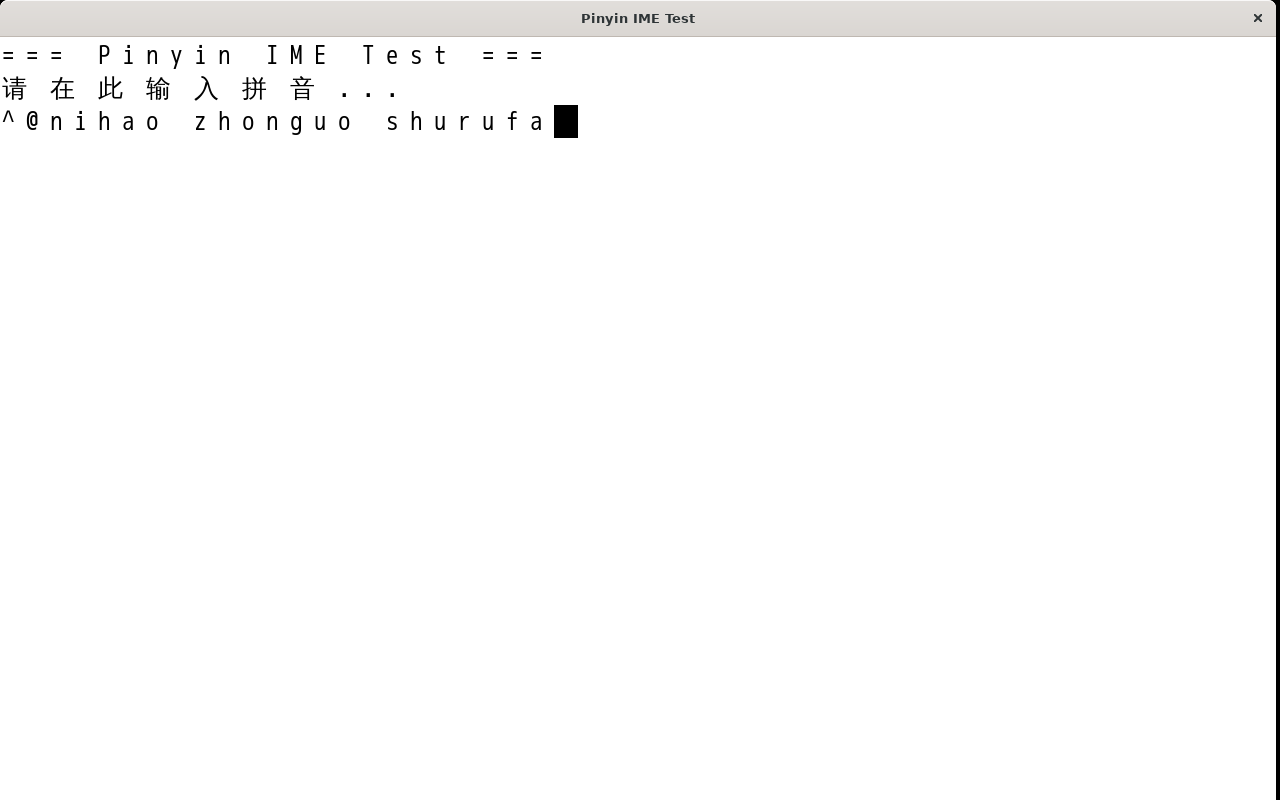 Pinyin IME Test
=== Pinyin IME Test ===
请在此输入拼音...
^@nihao zhonguo shurufa